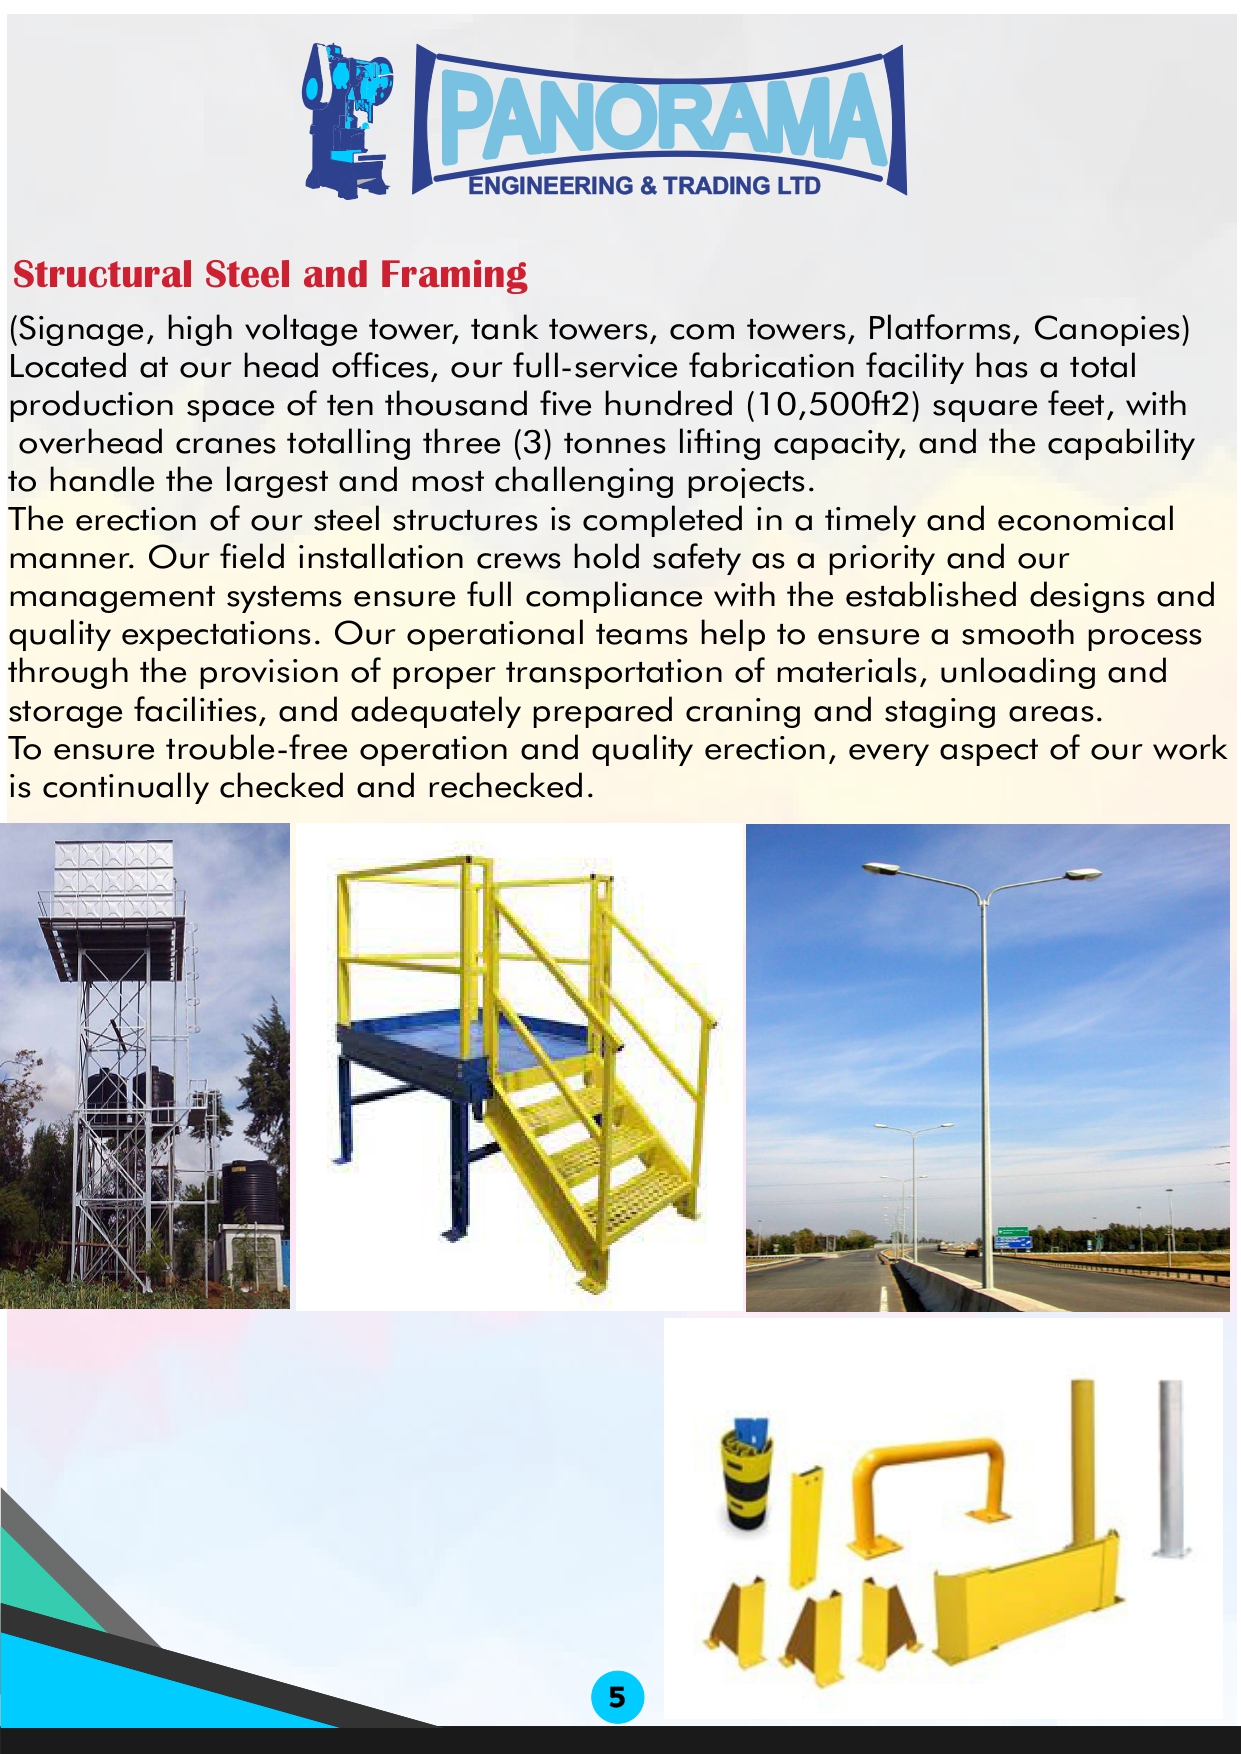 PANORAMA
ENGINEERING & TRADING LTD
Structural Steel and Framing
(Signage, high voltage tower, tank towers, com towers, Platforms, Canopies)
Located at our head offices, our full-service fabrication facility has a total
production space of ten thousand five hundred (10,500ft2) square feet, with
overhead cranes totalling three (3) tonnes lifting capacity, and the capability
to handle the largest and most challenging projects.
The erection of our steel structures is completed in a timely and economical
manner. Our field installation crews hold safety as a priority and our
management systems ensure full compliance with the established designs and
quality expectations. Our operational teams help to ensure a smooth process
through the provision of proper transportation of materials, unloading and
storage facilities, and adequately prepared craning and staging areas.
To ensure trouble-free operation and quality erection, every aspect of our work
is continually checked and rechecked.
5